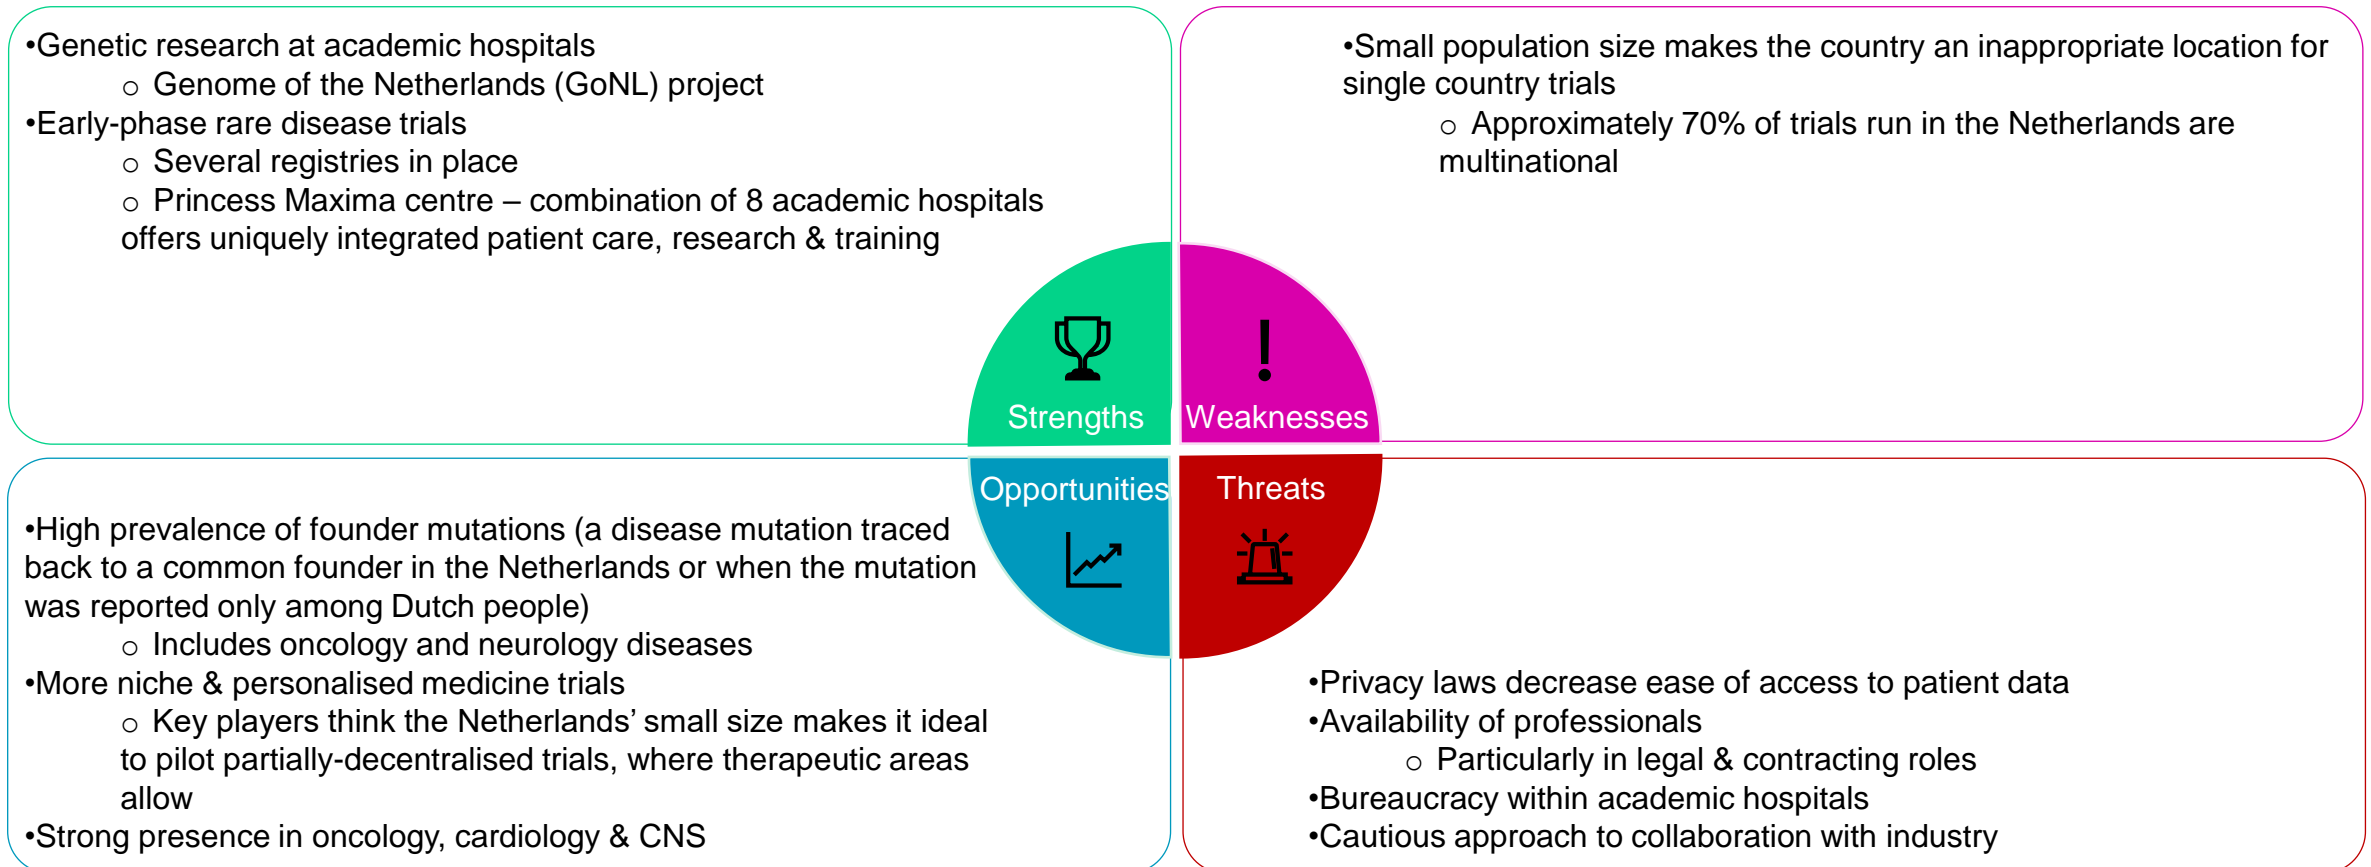 •Genetic research at academic hospitals
o Genome of the Netherlands (GoNL) project
•Early-phase rare disease trials
o Several registries in place
o Princess Maxima centre – combination of 8 academic hospitals
offers uniquely integrated patient care, research & training
•Small population size makes the country an inappropriate location for
single country trials
o Approximately 70% of trials run in the Netherlands are
multinational
Strengths
Weaknesses
Opportunities
Threats
•High prevalence of founder mutations (a disease mutation traced
back to a common founder in the Netherlands or when the mutation
was reported only among Dutch people)
o Includes oncology and neurology diseases
•More niche & personalised medicine trials
o Key players think the Netherlands’ small size makes it ideal
to pilot partially-decentralised trials, where therapeutic areas
allow
•Strong presence in oncology, cardiology & CNS
•Privacy laws decrease ease of access to patient data
•Availability of professionals
o Particularly in legal & contracting roles
•Bureaucracy within academic hospitals
•Cautious approach to collaboration with industry